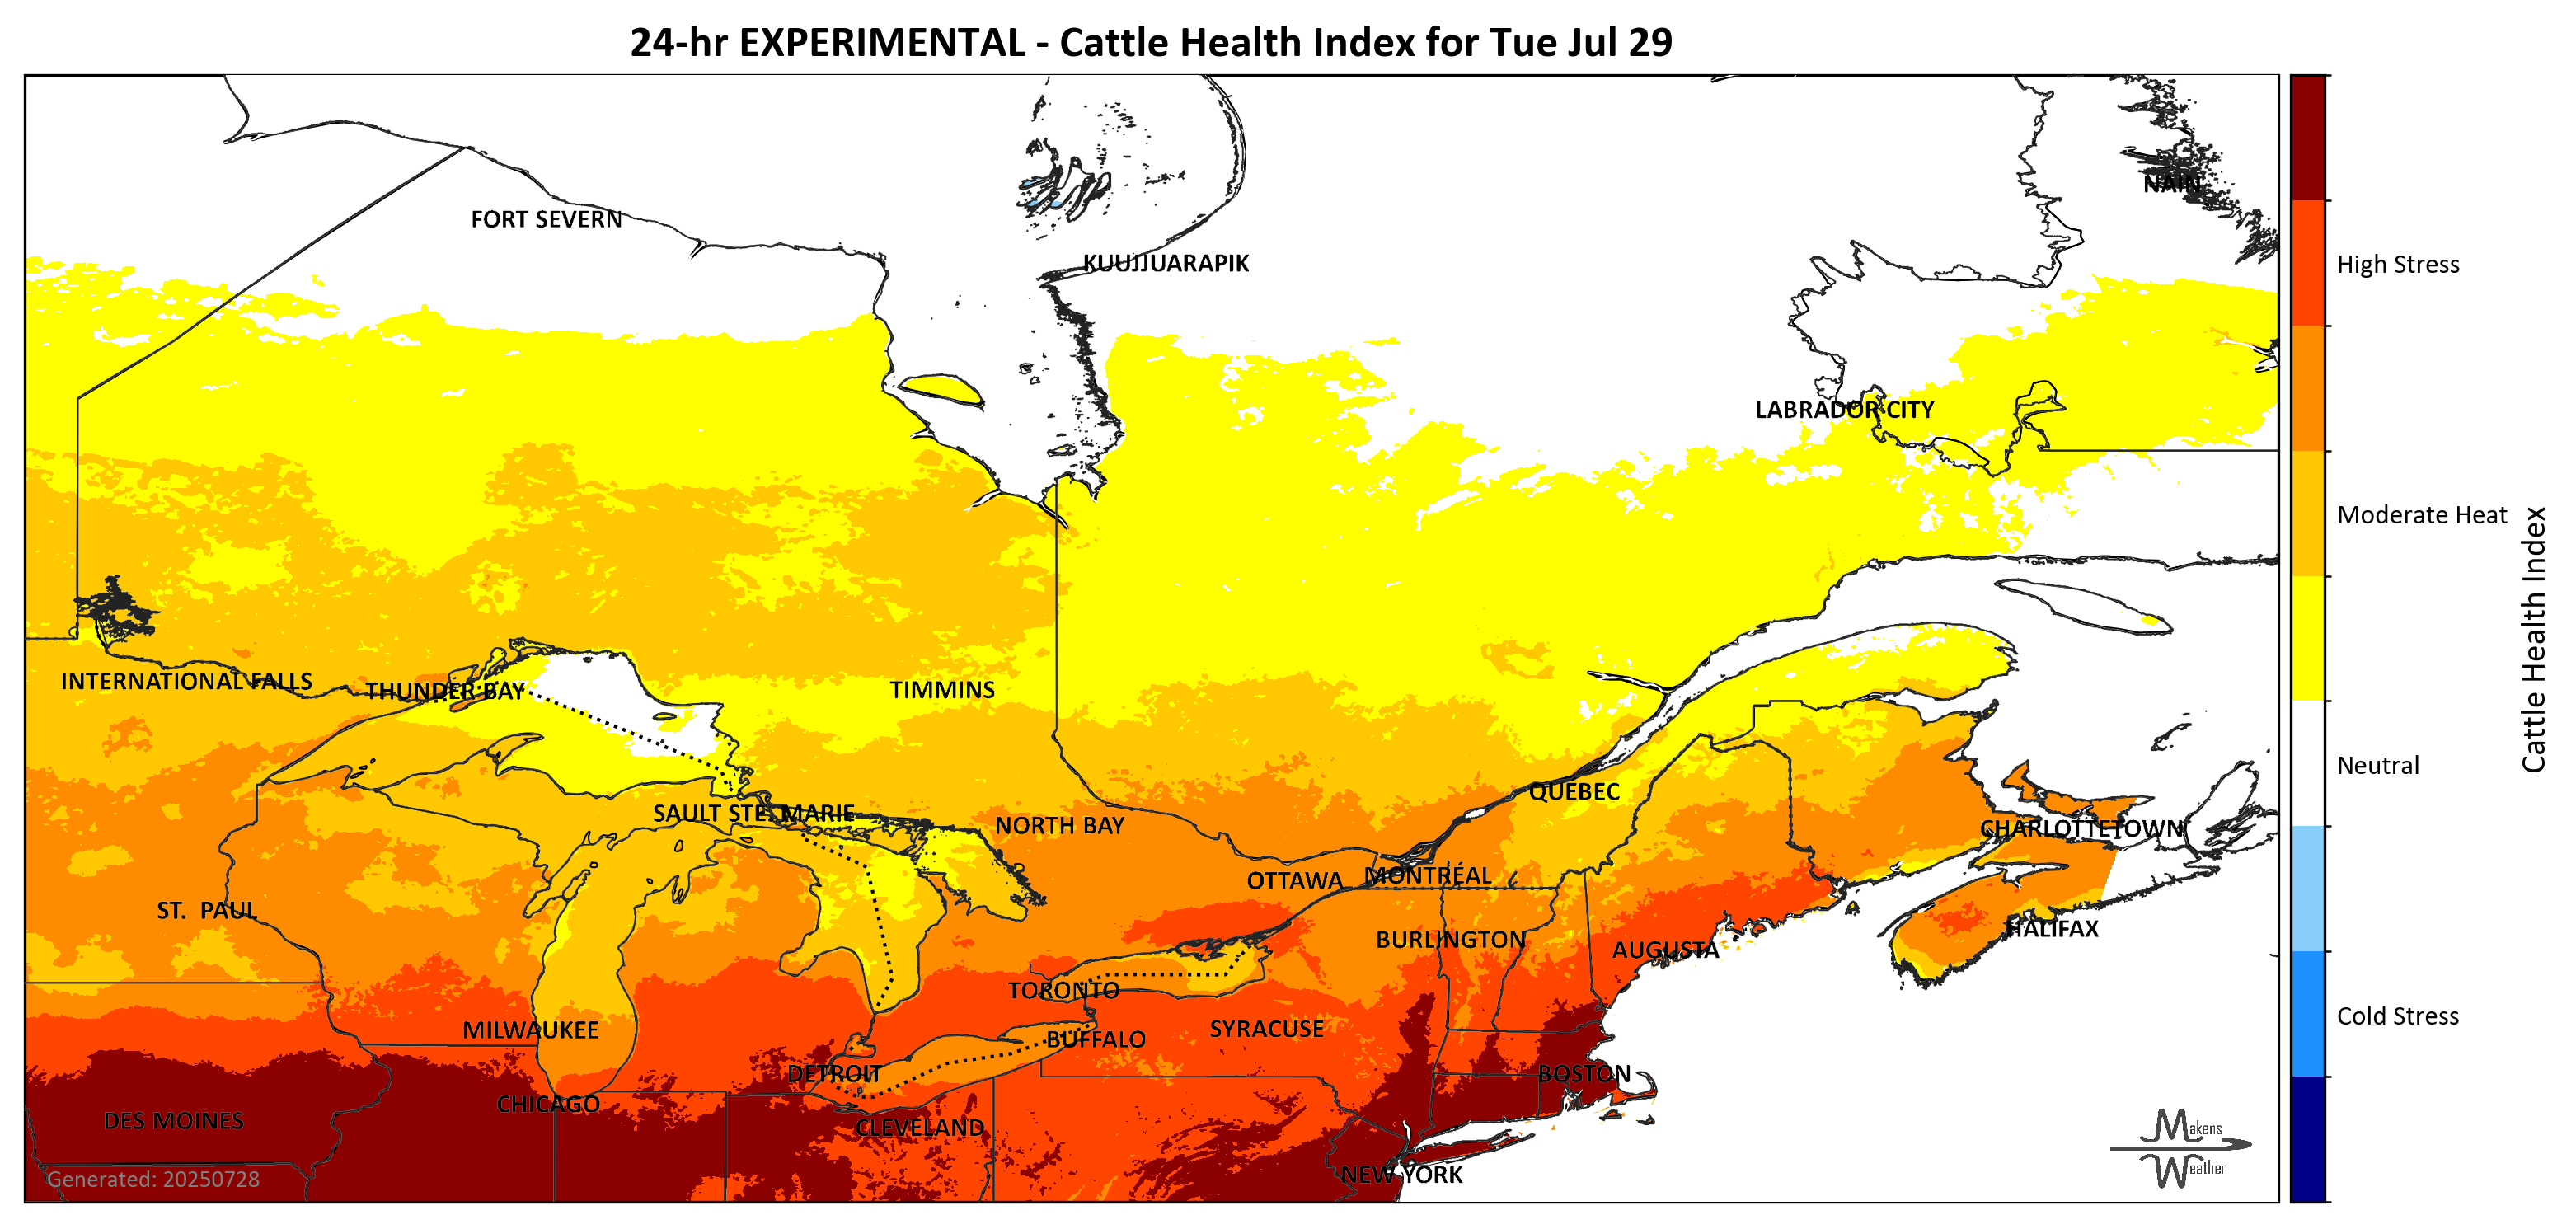 24-hr EXPERIMENTAL - Cattle Health Index for Tue Jul 29
NAIN
FORT SEVERN
KUUJJUARAPIK
High Stress
LABRADOR CITY
Moderate Heat
Cattle Health Index
INTERNATIONAL FALLS
THUNDER BAY
TIMMINS
Neutral
QUEBEC
SAULT STE. MARIE
NORTH BAY
CHARLOTTETOWN
OTTAWA
MONTRÉAL
ST. PAUL
HALIFAX
BURLINGTON
AUGUSTA
TORONTO
Cold Stress
MILWAUKEE
SYRACUSE
BUFFALO
DETROIT
BOSTON
CHICAGO
DES MOINES
CLEVELAND
Makens
Weather
NEW YORK
Generated: 20250728